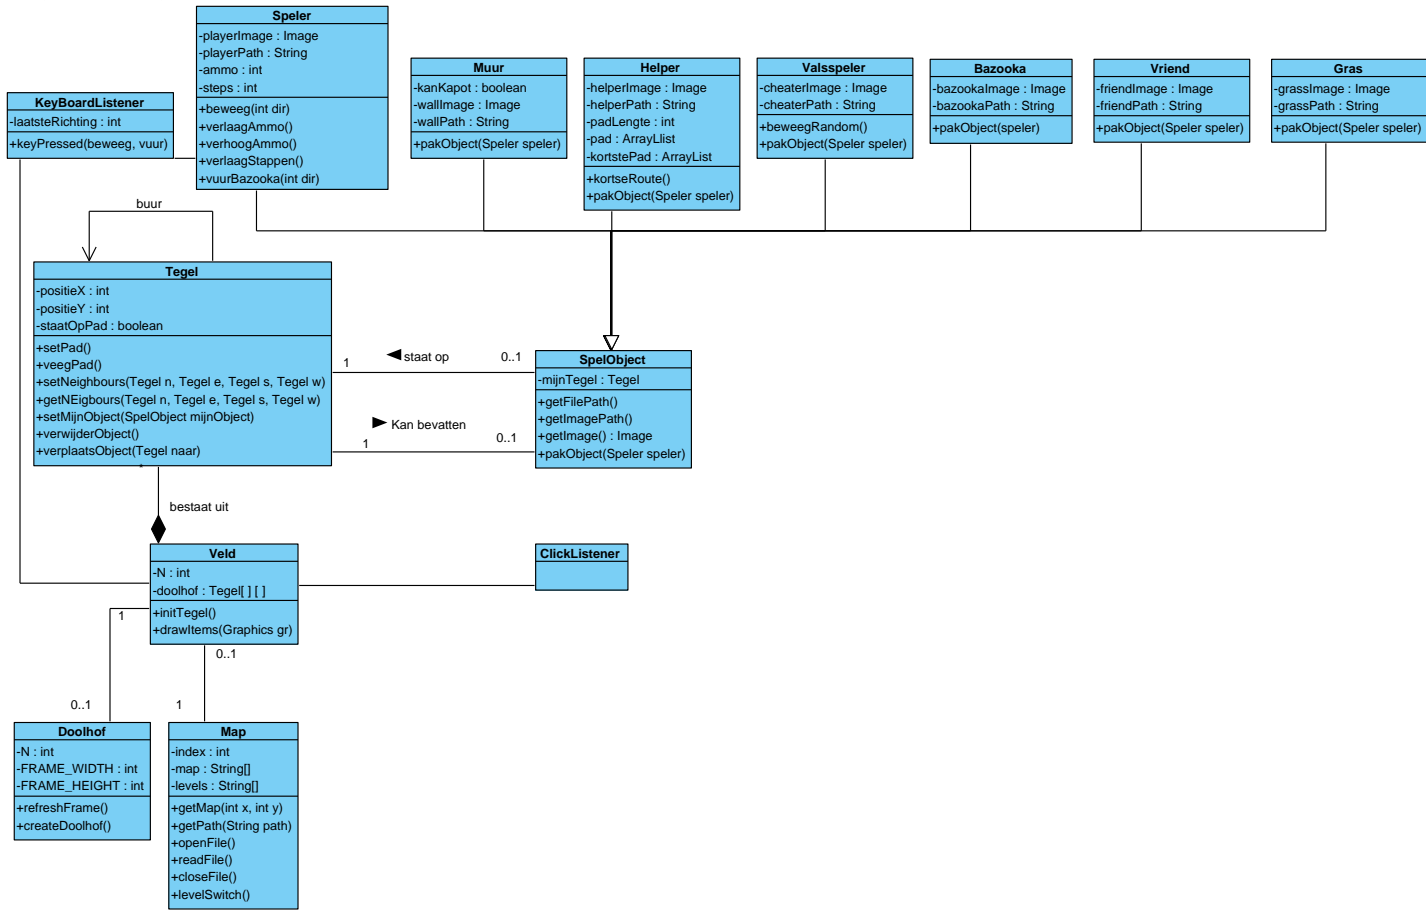 Speler
-playerImage : Image
-playerPath : String
-ammo : int
-steps : int
+beweeg(int dir)
+verlaagAmmo()
+verhoogAmmo()
+verlaagStappen()
+vuurBazooka(int dir)
KeyBoardListener
-laatsteRichting : int
+keyPressed(beweeg, vuur)
Muur
-kanKapot : boolean
-wallImage : Image
-wallPath : String
+pakObject(Speler speler)
Helper
-helperImage : Image
-helperPath : String
-padLengte : int
-pad : ArrayLlist
-kortstePad : ArrayList
+kortseRoute()
+pakObject(Speler speler)
Valsspeler
-cheaterImage : Image
-cheaterPath : String
+beweegRandom()
+pakObject(Speler speler)
Bazooka
-bazookaImage : Image
-bazookaPath : String
+pakObject(speler)
Vriend
-friendImage : Image
-friendPath : String
+pakObject(Speler speler)
Gras
-grassImage : Image
-grassPath : String
+pakObject(Speler speler)
buur
Tegel
-positieX : int
-positieY : int
-staatOpPad : boolean
+setPad()
+veegPad()
+setNeighbours(Tegel n, Tegel e, Tegel s, Tegel w)
+getNEigbours(Tegel n, Tegel e, Tegel s, Tegel w)
+setMijnObject(SpelObject mijnObject)
+verwijderObject()
+verplaatsObject(Tegel naar)
1
staat op
0..1
Kan bevatten
1
0..1
SpelObject
-mijnTegel : Tegel
+getFilePath()
+getImagePath()
+getImage() : Image
+pakObject(Speler speler)
bestaat uit
Veld
-N : int
-doolhof : Tegel[ ] [ ]
+initTegel()
+drawItems(Graphics gr)
ClickListener
1
0..1
0..1
1
Doolhof
-N : int
-FRAME_WIDTH : int
-FRAME_HEIGHT : int
+refreshFrame()
+createDoolhof()
Map
-index : int
-map : String[]
-levels : String[]
+getMap(int x, int y)
+getPath(String path)
+openFile()
+readFile()
+closeFile()
+levelSwitch()